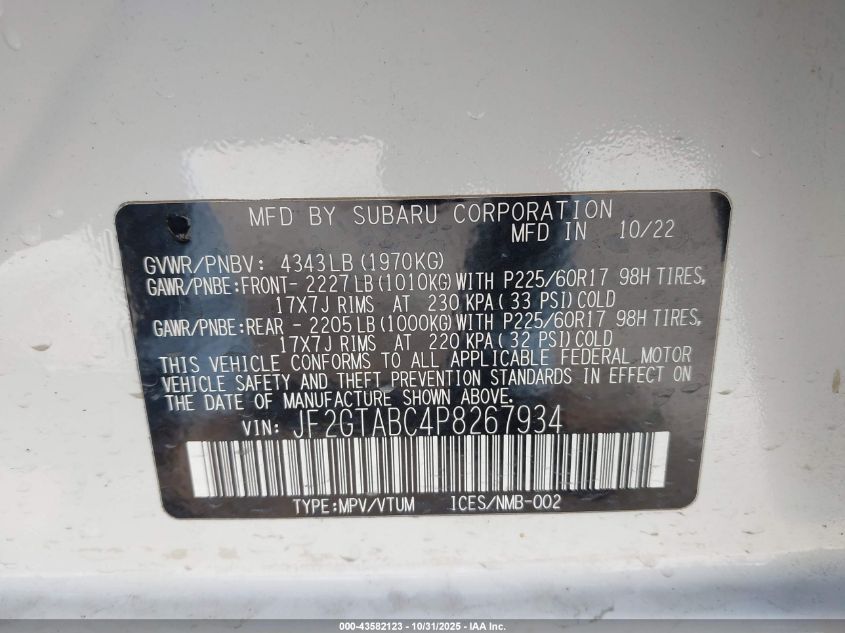 MFD BY SUBARU CORPORATION
MFD IN 10/22
GVWR/PNBV: 4343LB (1970KG)
GAWR/PNBE:FRONT- 2227LB(1010KG)WITH P225/60R17 98H TIRES,
17X7J RIMS AT 230 KPA(33 PSI)COLD
GAWR/PNBE:REAR - 2205LB(1000KG)WITH P225/60R17 98H TIRES,
17X7J RIMS AT 220 KPA(32 PSI)COLD
THIS VEHICLE CONFORMS TO ALL APPLICABLE FEDERAL MOTOR
VEHICLE SAFETY AND THEFT PREVENTION STANDARDS IN EFFECT ON
THE DATE OF MANUFACTURE SHOWN ABOVE.
VIN: JF2GTABC4P8267934
TYPE:MPV/VTUM ICES/NMB-002
000-43582123 - 10/31/2025 - IAA Inc.